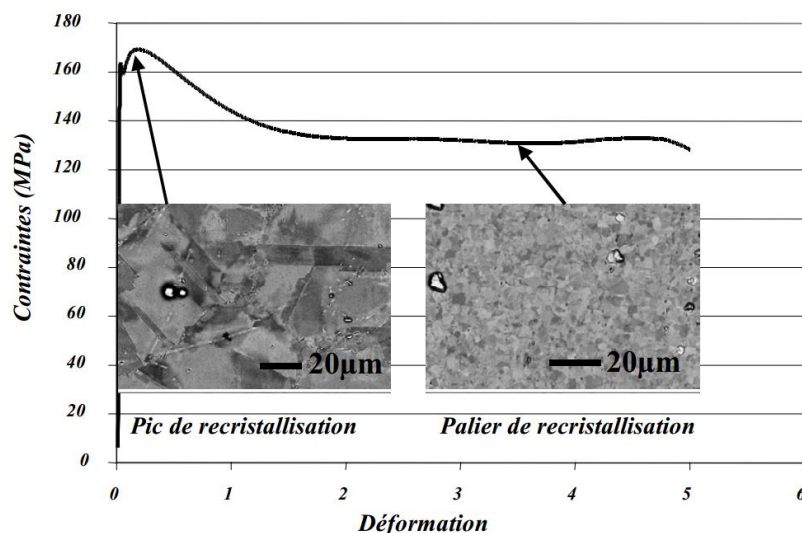 180
160
140
120
100
80
60
40
20
0
Contraintes (MPa)
20µm
20µm
Pic de recristallisation
Palier de recristallisation
0 1 2 3 4 5 6
Déformation